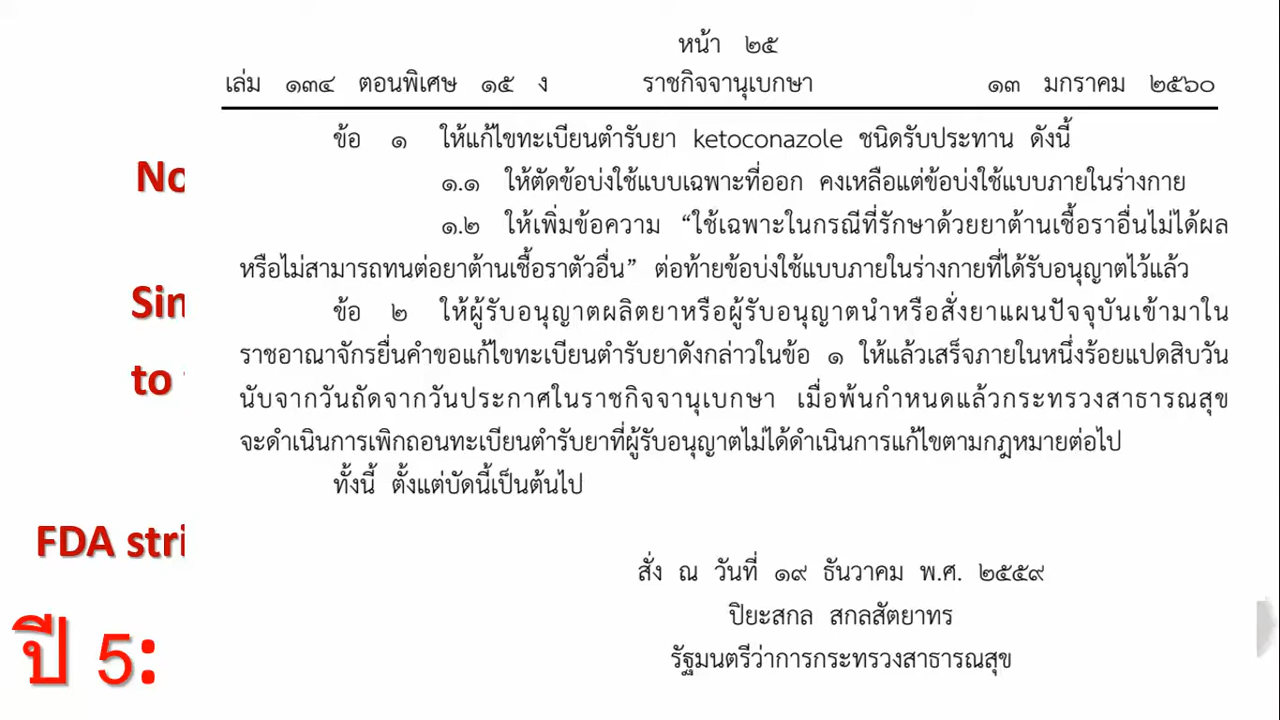 หน้า ๒๕
เล่ม ๑๓๔ ตอนพิเศษ ๑๕ ง ราชกิจจานุเบกษา ๑๓ มกราคม ๒๕๖๐
ข้อ ๑ ให้แก้ไขทะเบียนตำรับยา ketoconazole ชนิดรับประทาน ดังนี้
๑.๑ ให้ตัดข้อบ่งใช้แบบเฉพาะที่ออก คงเหลือแต่ข้อบ่งใช้แบบภายในร่างกาย
๑.๒ ให้เพิ่มข้อความ “ใช้เฉพาะในกรณีที่รักษาด้วยยาต้านเชื้อราอื่นไม่ได้ผล
หรือไม่สามารถทนต่อยาต้านเชื้อราตัวอื่น” ต่อท้ายข้อบ่งใช้แบบภายในร่างกายที่ได้รับอนุญาตไว้แล้ว
ข้อ ๒ ให้ผู้รับอนุญาตผลิตยาหรือผู้รับอนุญาตนำหรือสั่งยาแผนปัจจุบันเข้ามาใน
ราชอาณาจักรยื่นคำขอแก้ไขทะเบียนตำรับยาดังกล่าวในข้อ ๑ ให้แล้วเสร็จภายในหนึ่งร้อยแปดสิบวัน
นับจากวันถัดจากวันประกาศในราชกิจจานุเบกษา เมื่อพ้นกำหนดแล้วกระทรวงสาธารณสุข
จะดำเนินการเพิกถอนทะเบียนตำรับยาที่ผู้รับอนุญาตไม่ได้ดำเนินการแก้ไขตามกฎหมายต่อไป
ทั้งนี้ ตั้งแต่บัดนี้เป็นต้นไป
สั่ง ณ วันที่ ๑๙ ธันวาคม พ.ศ. ๒๕๕๙
ปิยะสกล สกลสัตยาทร
รัฐมนตรีว่าการกระทรวงสาธารณสุข
No
Sin
to
FDA stri
ปี 5: